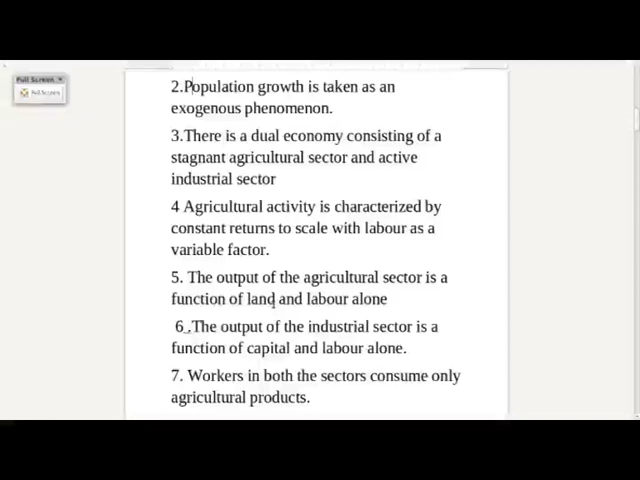 Full Screen
Full Screen
2.Population growth is taken as an
exogenous phenomenon.
3.There is a dual economy consisting of a
stagnant agricultural sector and active
industrial sector
4 Agricultural activity is characterized by
constant returns to scale with labour as a
variable factor.
5. The output of the agricultural sector is a
function of land and labour alone
6 .The output of the industrial sector is a
function of capital and labour alone.
7. Workers in both the sectors consume only
agricultural products.